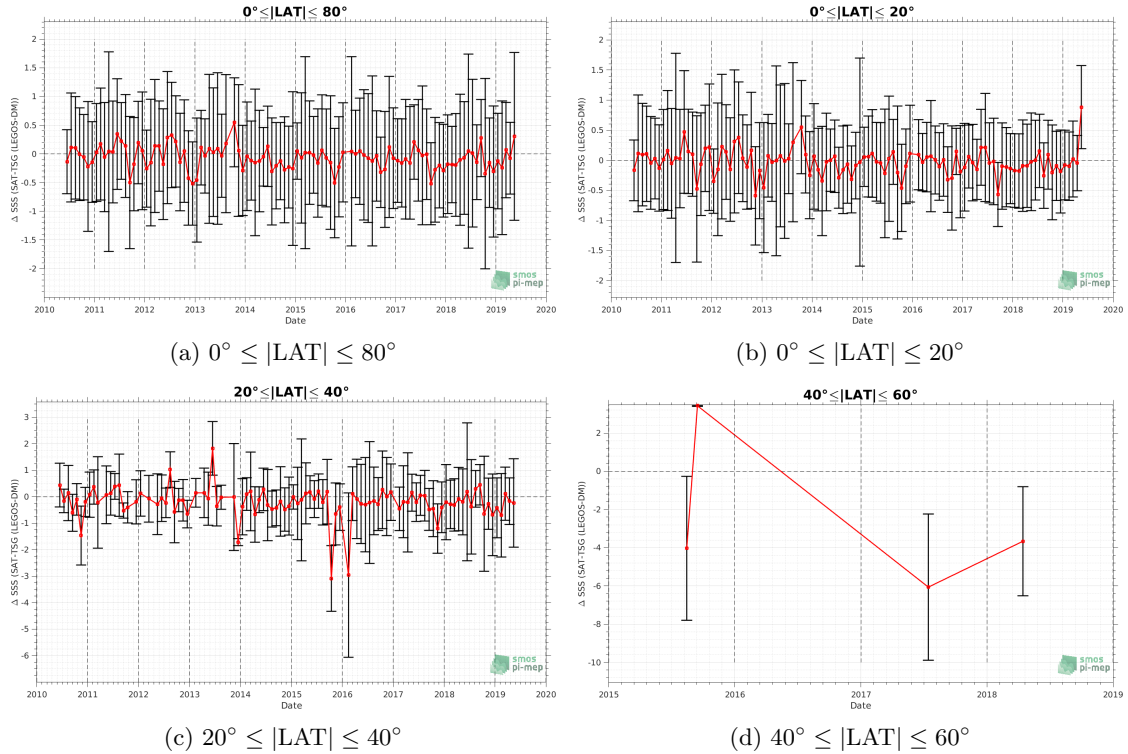 0°≤|LAT|≤ 80°
Δ SSS (SAT-TSG (LEGOS-DM))
2
1.5
1
0.5
0
-0.5
-1
-1.5
-2
2010 2011 2012 2013 2014 2015 2016 2017 2018 2019 2020
Date
smos
pi-mep
(a) 0° ≤ |LAT| ≤ 80°
0°≤|LAT|≤ 20°
Δ SSS (SAT-TSG (LEGOS-DM))
2
1.5
1
0.5
0
-0.5
-1
-1.5
-2
2010 2011 2012 2013 2014 2015 2016 2017 2018 2019 2020
Date
smos
pi-mep
(b) 0° ≤ |LAT| ≤ 20°
20°≤|LAT|≤ 40°
Δ SSS (SAT-TSG (LEGOS-DM))
3
2
1
0
-1
-2
-3
-4
-5
-6
2010 2011 2012 2013 2014 2015 2016 2017 2018 2019 2020
Date
smos
pi-mep
(c) 20° ≤ |LAT| ≤ 40°
40°≤|LAT|≤ 60°
Δ SSS (SAT-TSG (LEGOS-DM))
2
0
-2
-4
-6
-8
-10
2015 2016 2017 2018 2019
Date
smos
pi-mep
(d) 40° ≤ |LAT| ≤ 60°